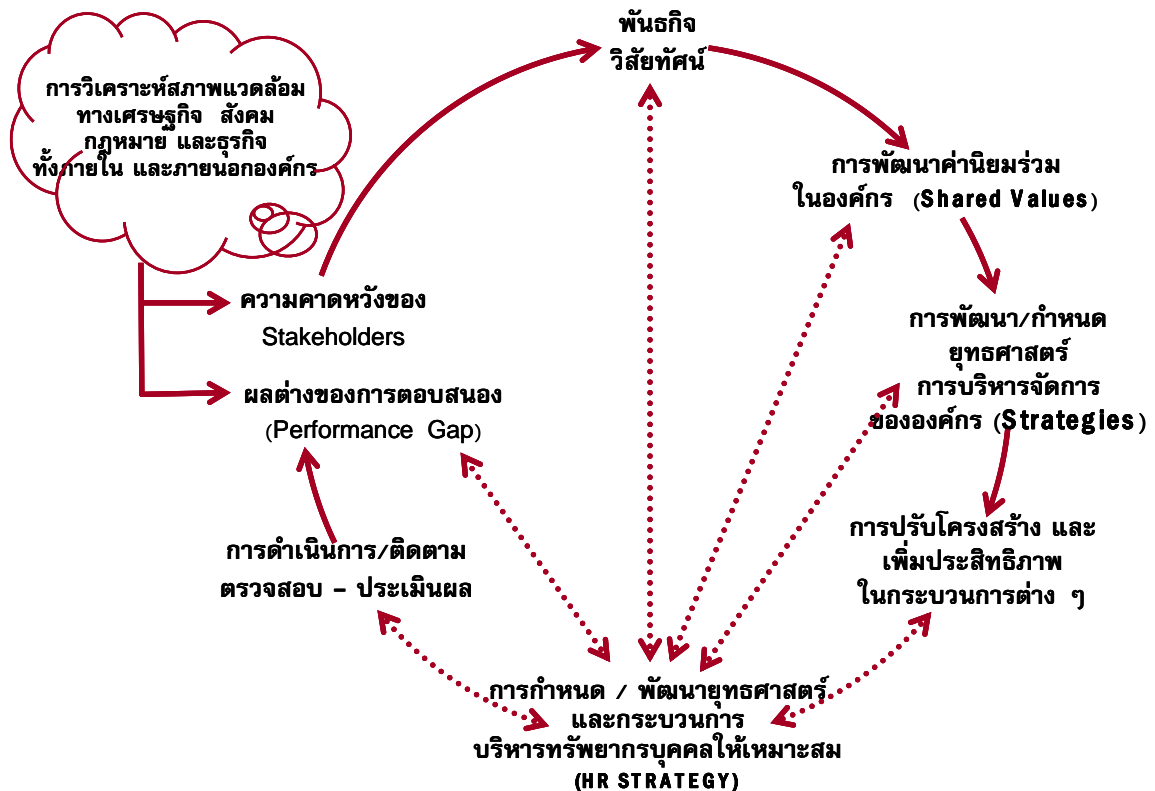 พันธกิจ
วิสัยทัศน์
การวิเคราะห์สภาพแวดล้อม
ทางเศรษฐกิจ สังคม
กฎหมาย และธุรกิจ
ทั้งภายใน และภายนอกองค์กร
การพัฒนาค่านิยมร่วม
ในองค์กร (Shared Values)
ความคาดหวังของ
Stakeholders
การพัฒนา/กำหนด
ยุทธศาสตร์
การบริหารจัดการ
ขององค์กร (Strategies)
ผลต่างของการตอบสนอง
(Performance Gap)
การปรับโครงสร้าง และ
เพิ่มประสิทธิภาพ
ในกระบวนการต่าง ๆ
การดำเนินการ/ติดตาม
ตรวจสอบ – ประเมินผล
การกำหนด / พัฒนายุทธศาสตร์
และกระบวนการ
บริหารทรัพยากรบุคคลให้เหมาะสม
(HR STRATEGY)